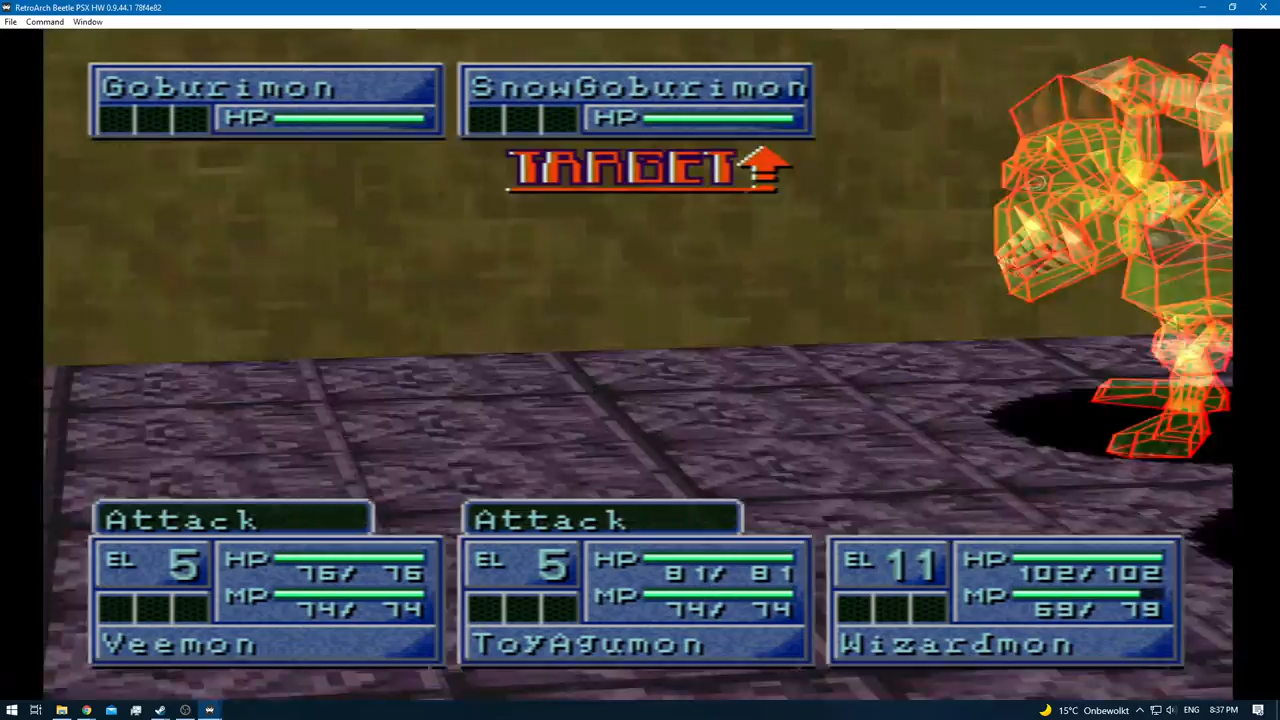 RetroArch Beetle PSX HW 0.9.44.1 78f4e82
File Command Window
Goburimon
HP
SnowGoburimon
HP
TARGET
Attack
EL 5
HP
76/ 76
MP
74/ 74
Veemon
Attack
EL 5
HP
81/ 81
MP
74/ 74
ToyAgumon
EL 11
HP
102/102
MP
69/ 79
Wizardmon
15°C Onbewolkt
ENG
8:37 PM